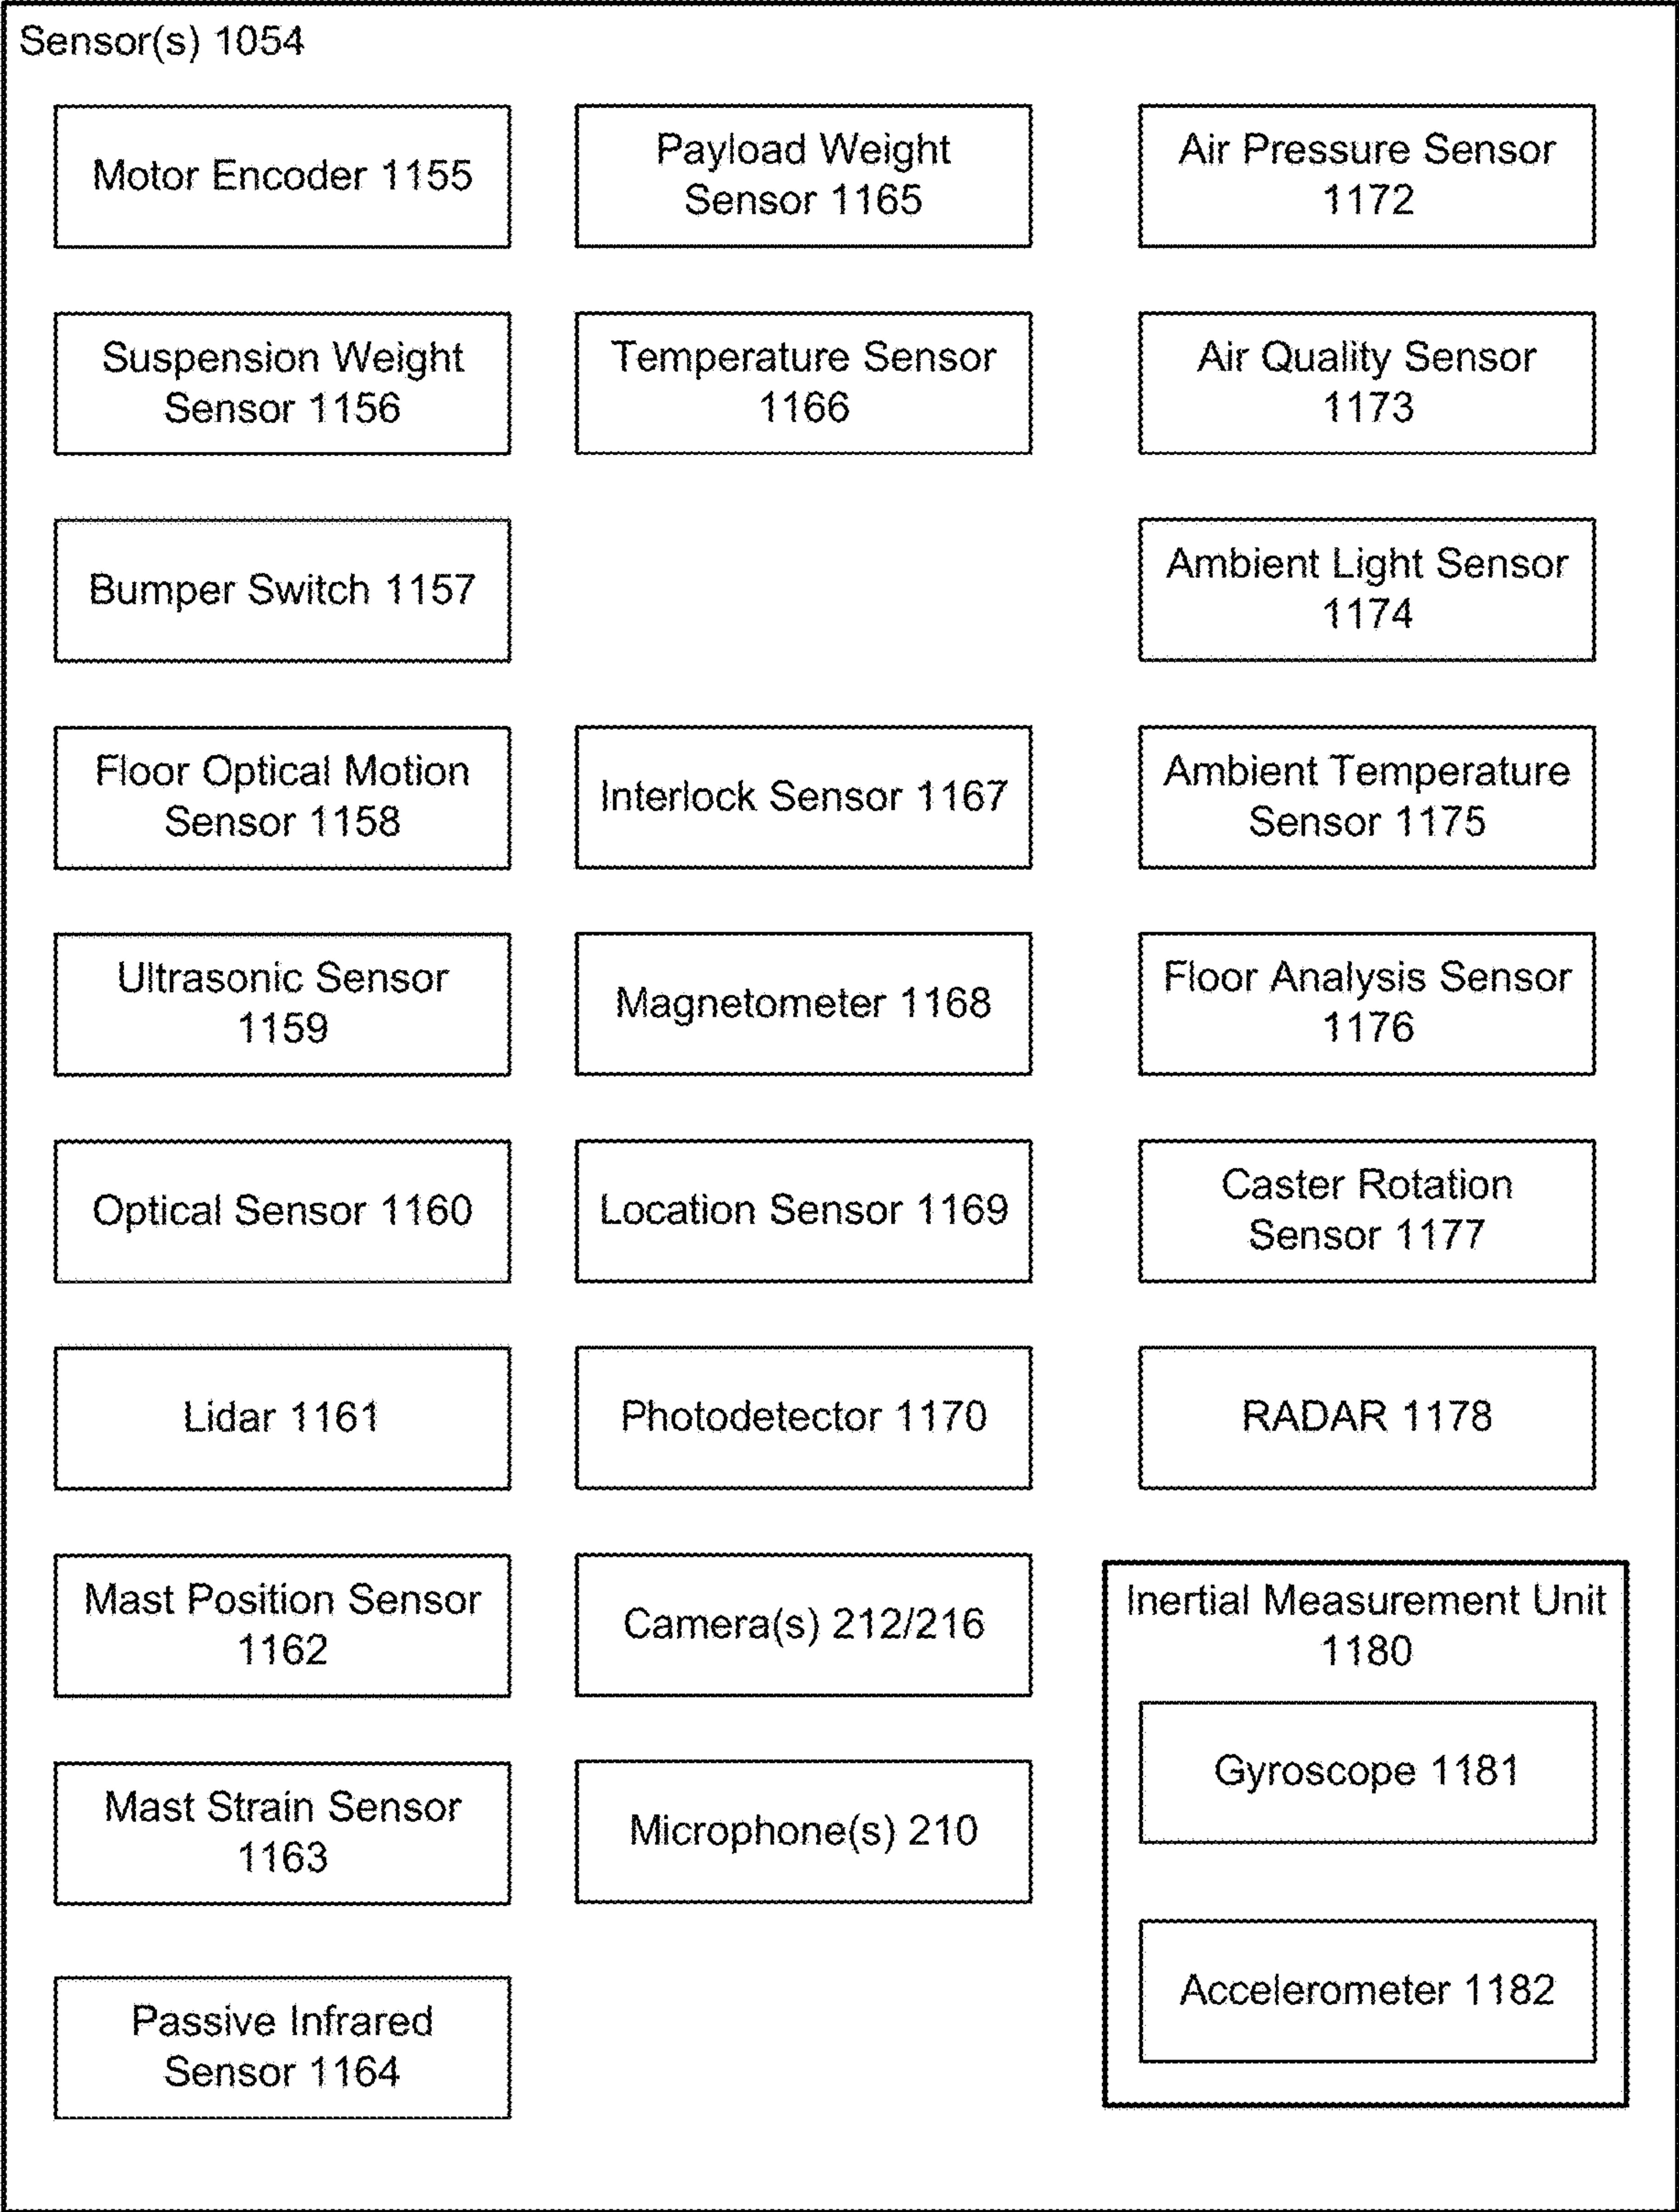 Sensor(s) 1054
Motor Encoder 1155
Suspension Weight
Sensor 1156
Bumper Switch 1157
Floor Optical Motion
Sensor 1158
Ultrasonic Sensor
1159
Optical Sensor 1160
Lidar 1161
Mast Position Sensor
1162
Mast Strain Sensor
1163
Passive Infrared
Sensor 1164
Payload Weight
Sensor 1165
Temperature Sensor
1166
Interlock Sensor 1167
Magnetometer 1168
Location Sensor 1169
Photodetector 1170
Camera(s) 212/216
Microphone(s) 210
Air Pressure Sensor
1172
Air Quality Sensor
1173
Ambient Light Sensor
1174
Ambient Temperature
Sensor 1175
Floor Analysis Sensor
1176
Caster Rotation
Sensor 1177
RADAR 1178
Inertial Measurement Unit
1180
Gyroscope 1181
Accelerometer 1182